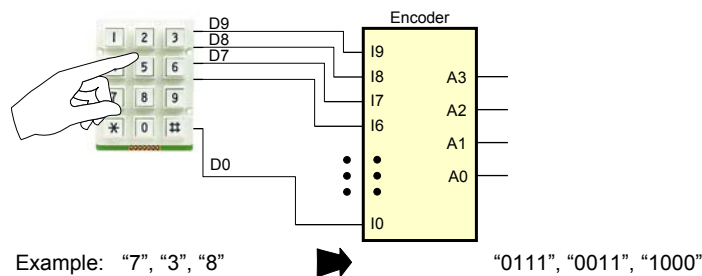 Encoder
D9
D8
D7
D0
I9
I8
I7
I6
I0
A3
A2
A1
A0
1 2 3
5 6
7 8 9
* 0 #
Example: “7”, “3”, “8” “0111”, “0011”, “1000”